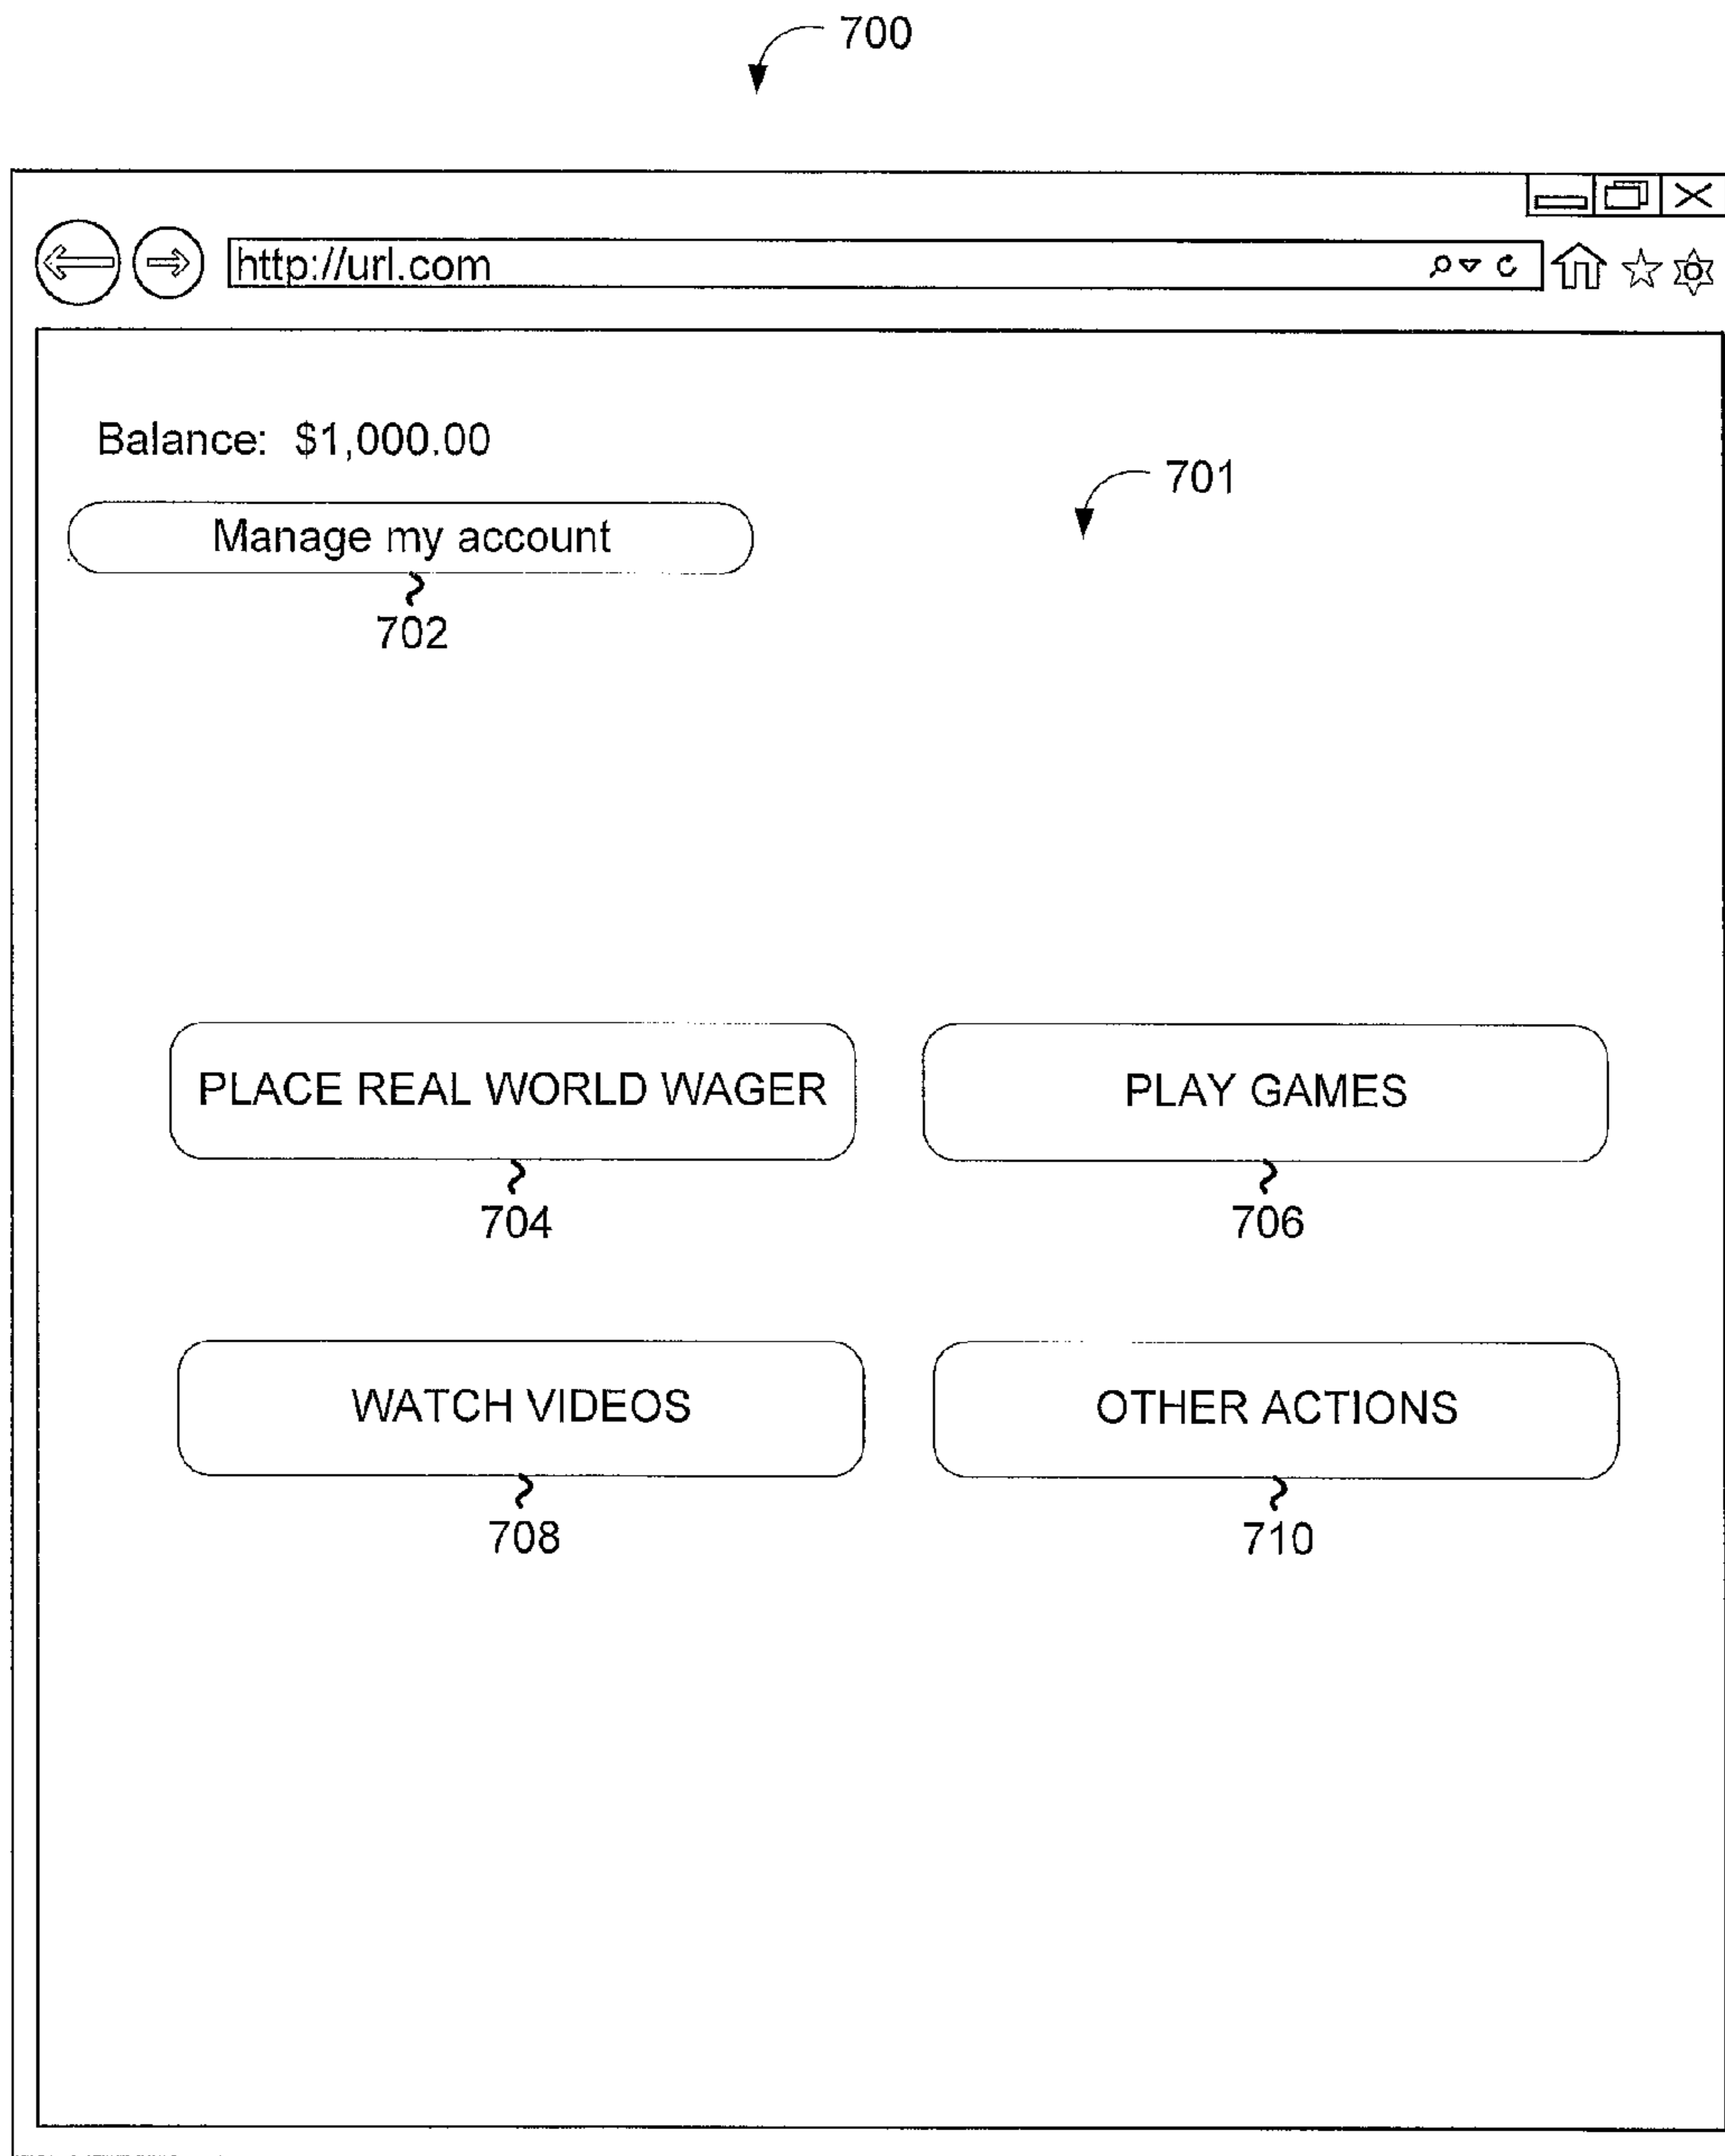 700
http://url.com
Balance: $1,000.00
701
Manage my account
702
PLACE REAL WORLD WAGER
PLAY GAMES
704
706
WATCH VIDEOS
OTHER ACTIONS
708
710